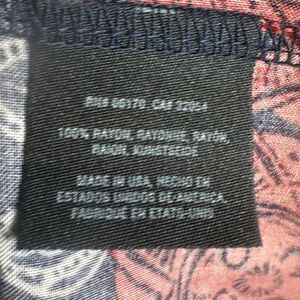 RN# 66170, CA# 32054
100% RAYON, RAYONNE, RAYÓN,
RAION, KUNSTSEIDE
MADE IN USA, HECHO EN
ESTADOS UNIDOS DE AMERICA,
FABRIQUÉ EN ETATS-UNIS